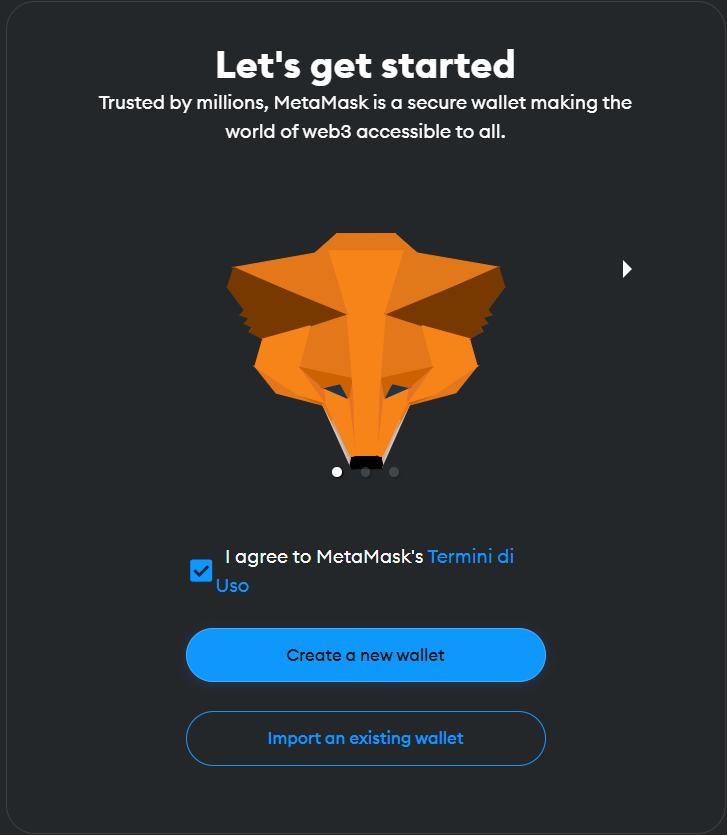 Let's get started
Trusted by millions, MetaMask is a secure wallet making the
world of web3 accessible to all.
I agree to MetaMask's Termini di
Uso
Create a new wallet
Import an existing wallet